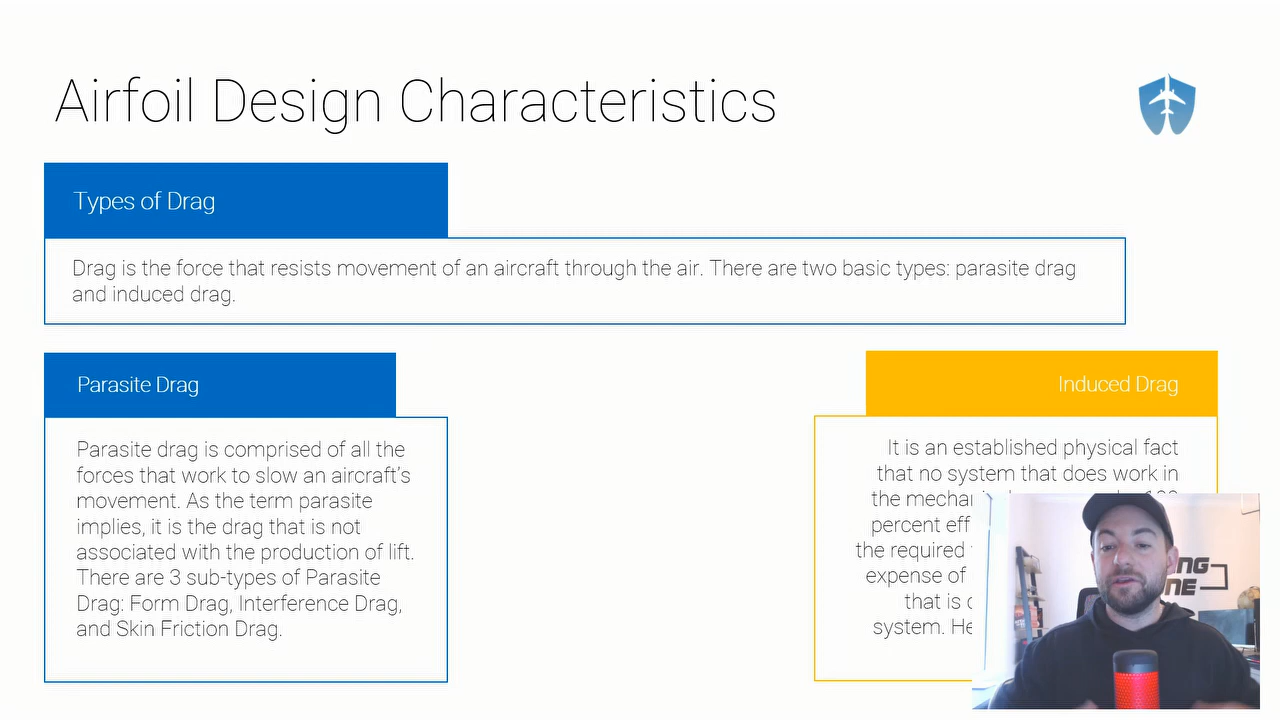 Airfoil Design Characteristics
Types of Drag
Drag is the force that resists movement of an aircraft through the air. There are two basic types: parasite drag
and induced drag.
Parasite Drag
Parasite drag is comprised of all the
forces that work to slow an aircraft's
movement. As the term parasite
implies, it is the drag that is not
associated with the production of lift.
There are 3 sub-types of Parasite
Drag: Form Drag, Interference Drag,
and Skin Friction Drag.
Induced Drag
It is an established physical fact
that no system that does work in
the
percent
the required
expense of
that is
system.